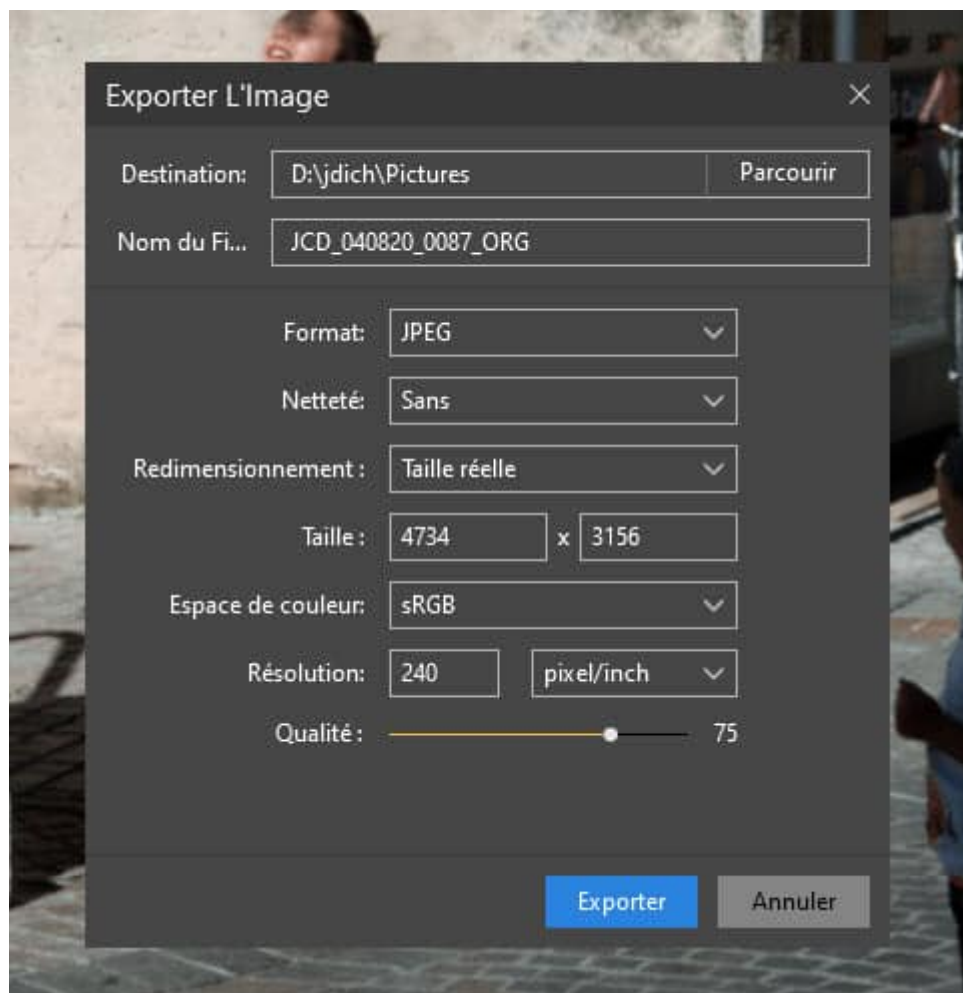 Exporter L'Image
Destination: D:\jdich\Pictures Parcourir
Nom du Fi... JCD_040820_0087_ORG
Format: JPEG
Netteté: Sans
Redimensionnement : Taille réelle
Taille : 4734 x 3156
Espace de couleur: sRGB
Résolution: 240 pixel/inch
Qualité : 75
Exporter Annuler